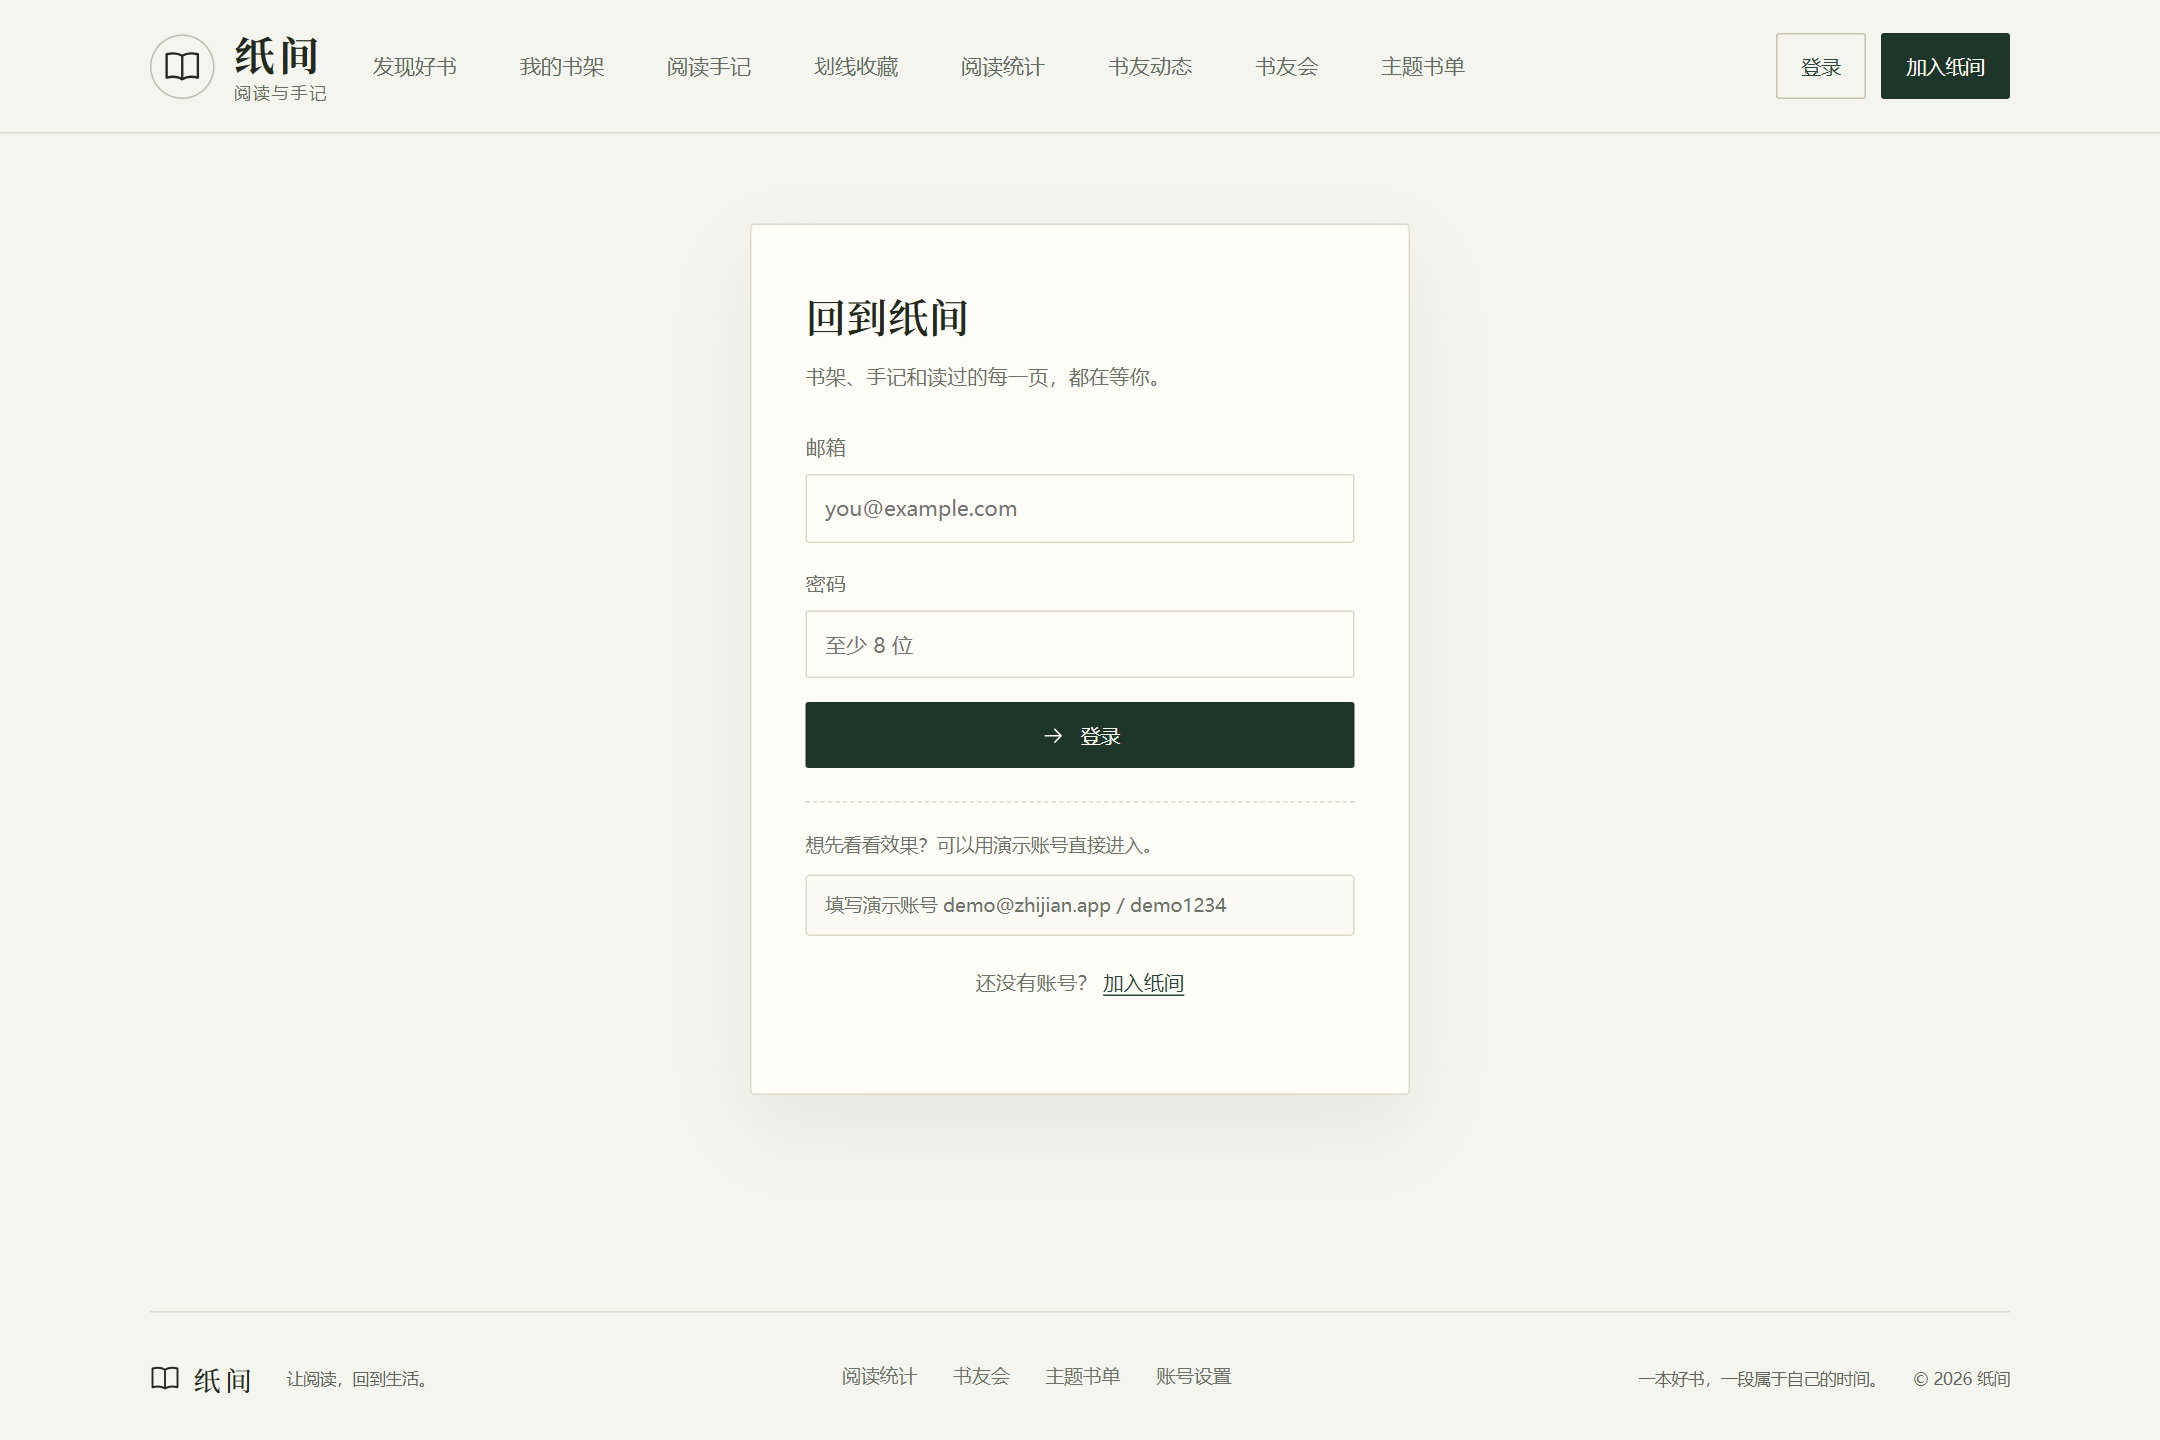 纸间
阅读与手记
发现好书 我的书架 阅读手记 划线收藏 阅读统计 书友动态 书友会 主题书单
登录 加入纸间
回到纸间
书架、手记和读过的每一页，都在等你。
邮箱
you@example.com
密码
至少 8 位
→ 登录
想先看看效果？可以用演示账号直接进入。
填写演示账号 demo@zhijian.app / demo1234
还没有账号？ 加入纸间
纸间 让阅读，回到生活。 阅读统计 书友会 主题书单 账号设置 一本好书，一段属于自己的时间。 © 2026 纸间